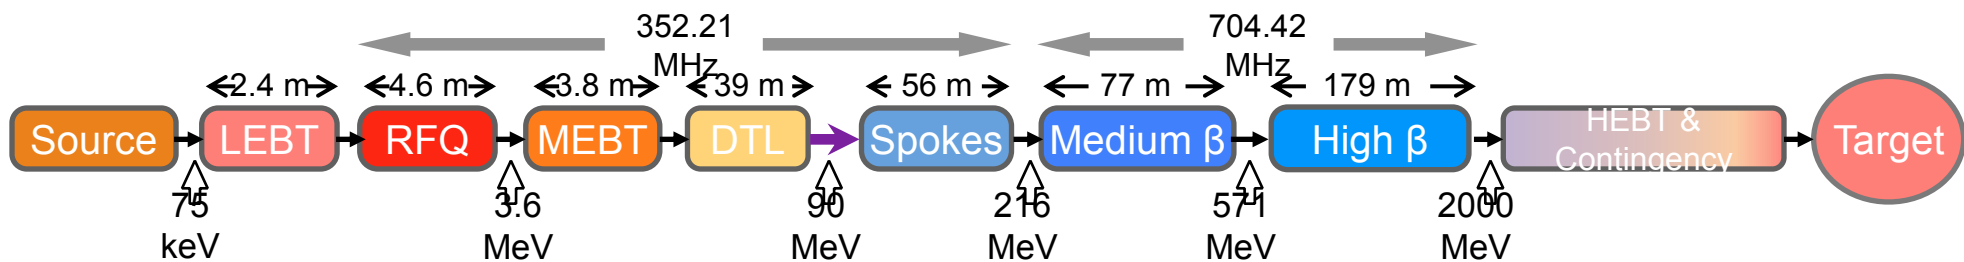 352.21
MHz
704.42
MHz
2.4 m
4.6 m
3.8 m
39 m
56 m
77 m
179 m
Source
LEBT
RFQ
MEBT
DTL
Spokes
Medium β
High β
HEBT &
Contingency
Target
75
keV
3.6
MeV
90
MeV
216
MeV
571
MeV
2000
MeV